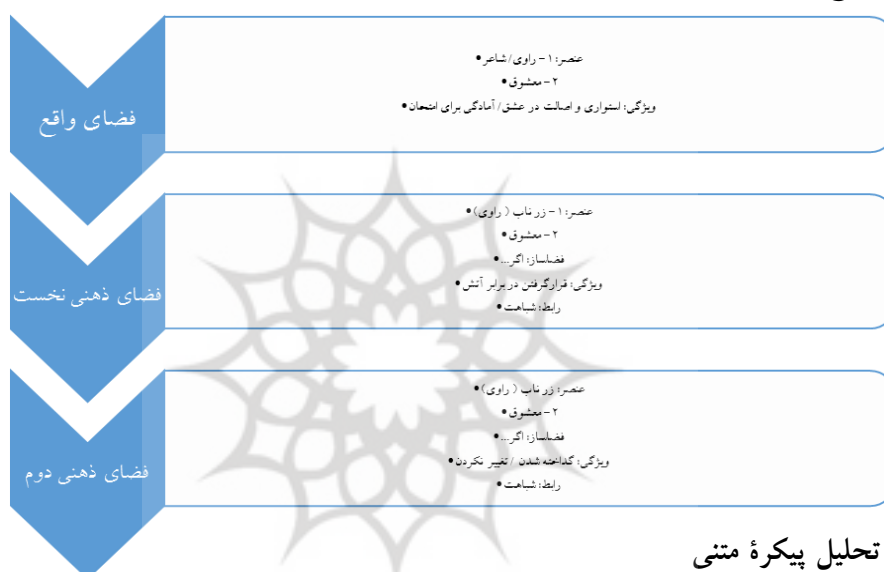 فضای واقع
عنصر: ۱- راوی/ شاعر •
۲- معشوق •
ویژگی: استواری و اصالت در عشق/ آمادگی برای امتحان •
فضای ذهنی نخست
عنصر: ۱- زر ناب ( راوی) •
۲- معشوق •
فضاساز: اگر... •
ویژگی: قرارگرفتن در برابر آتش •
رابط: شباهت •
فضای ذهنی دوم
عنصر: زر ناب ( راوی) •
۲- معشوق •
فضاساز: اگر... •
ویژگی: گداخته شدن / تغییر نکردن •
رابط: شباهت •
تحلیل پیکرۀ متنی